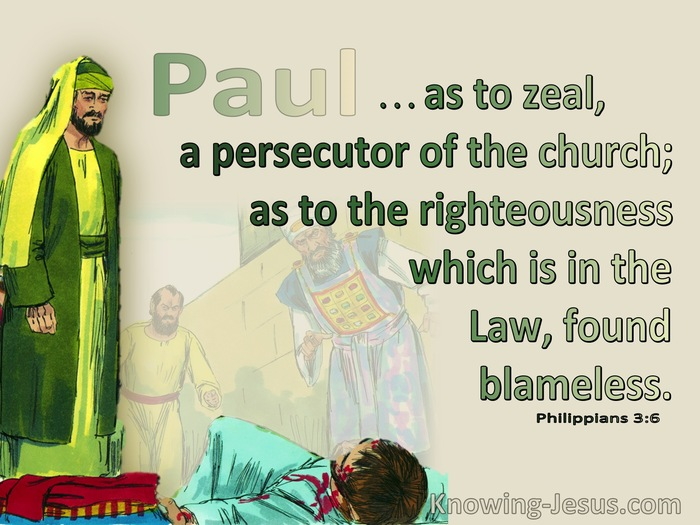 Paul ...as to zeal,
a persecutor of the church;
as to the righteousness
which is in the
Law, found
blameless.
Philippians 3:6
Knowing-Jesus.com